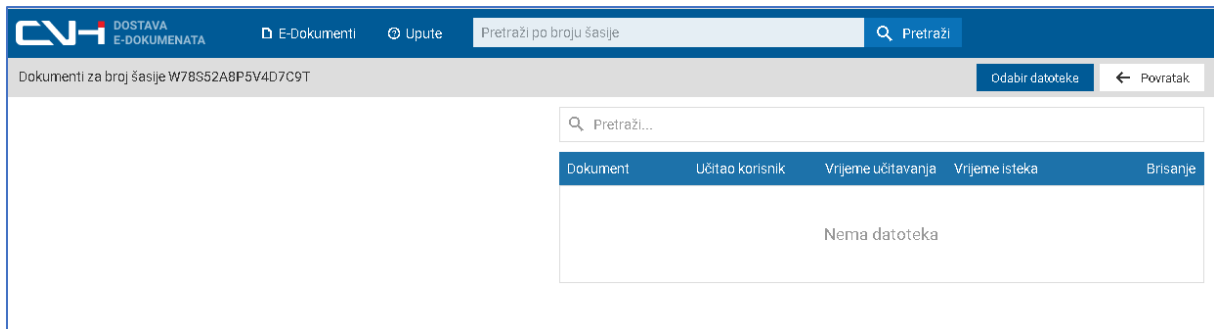 CVH DOSTAVA
E-DOKUMENATA
E-Dokumenti
Upute
Pretraži po broju šasije
Pretraži
Dokumenti za broj šasije W78S52A8P5V4D7C9T
Odabir datoteke
Povratak
Pretraži...
Dokument Učitao korisnik Vrijeme učitavanja Vrijeme isteka Brisanje
Nema datoteka